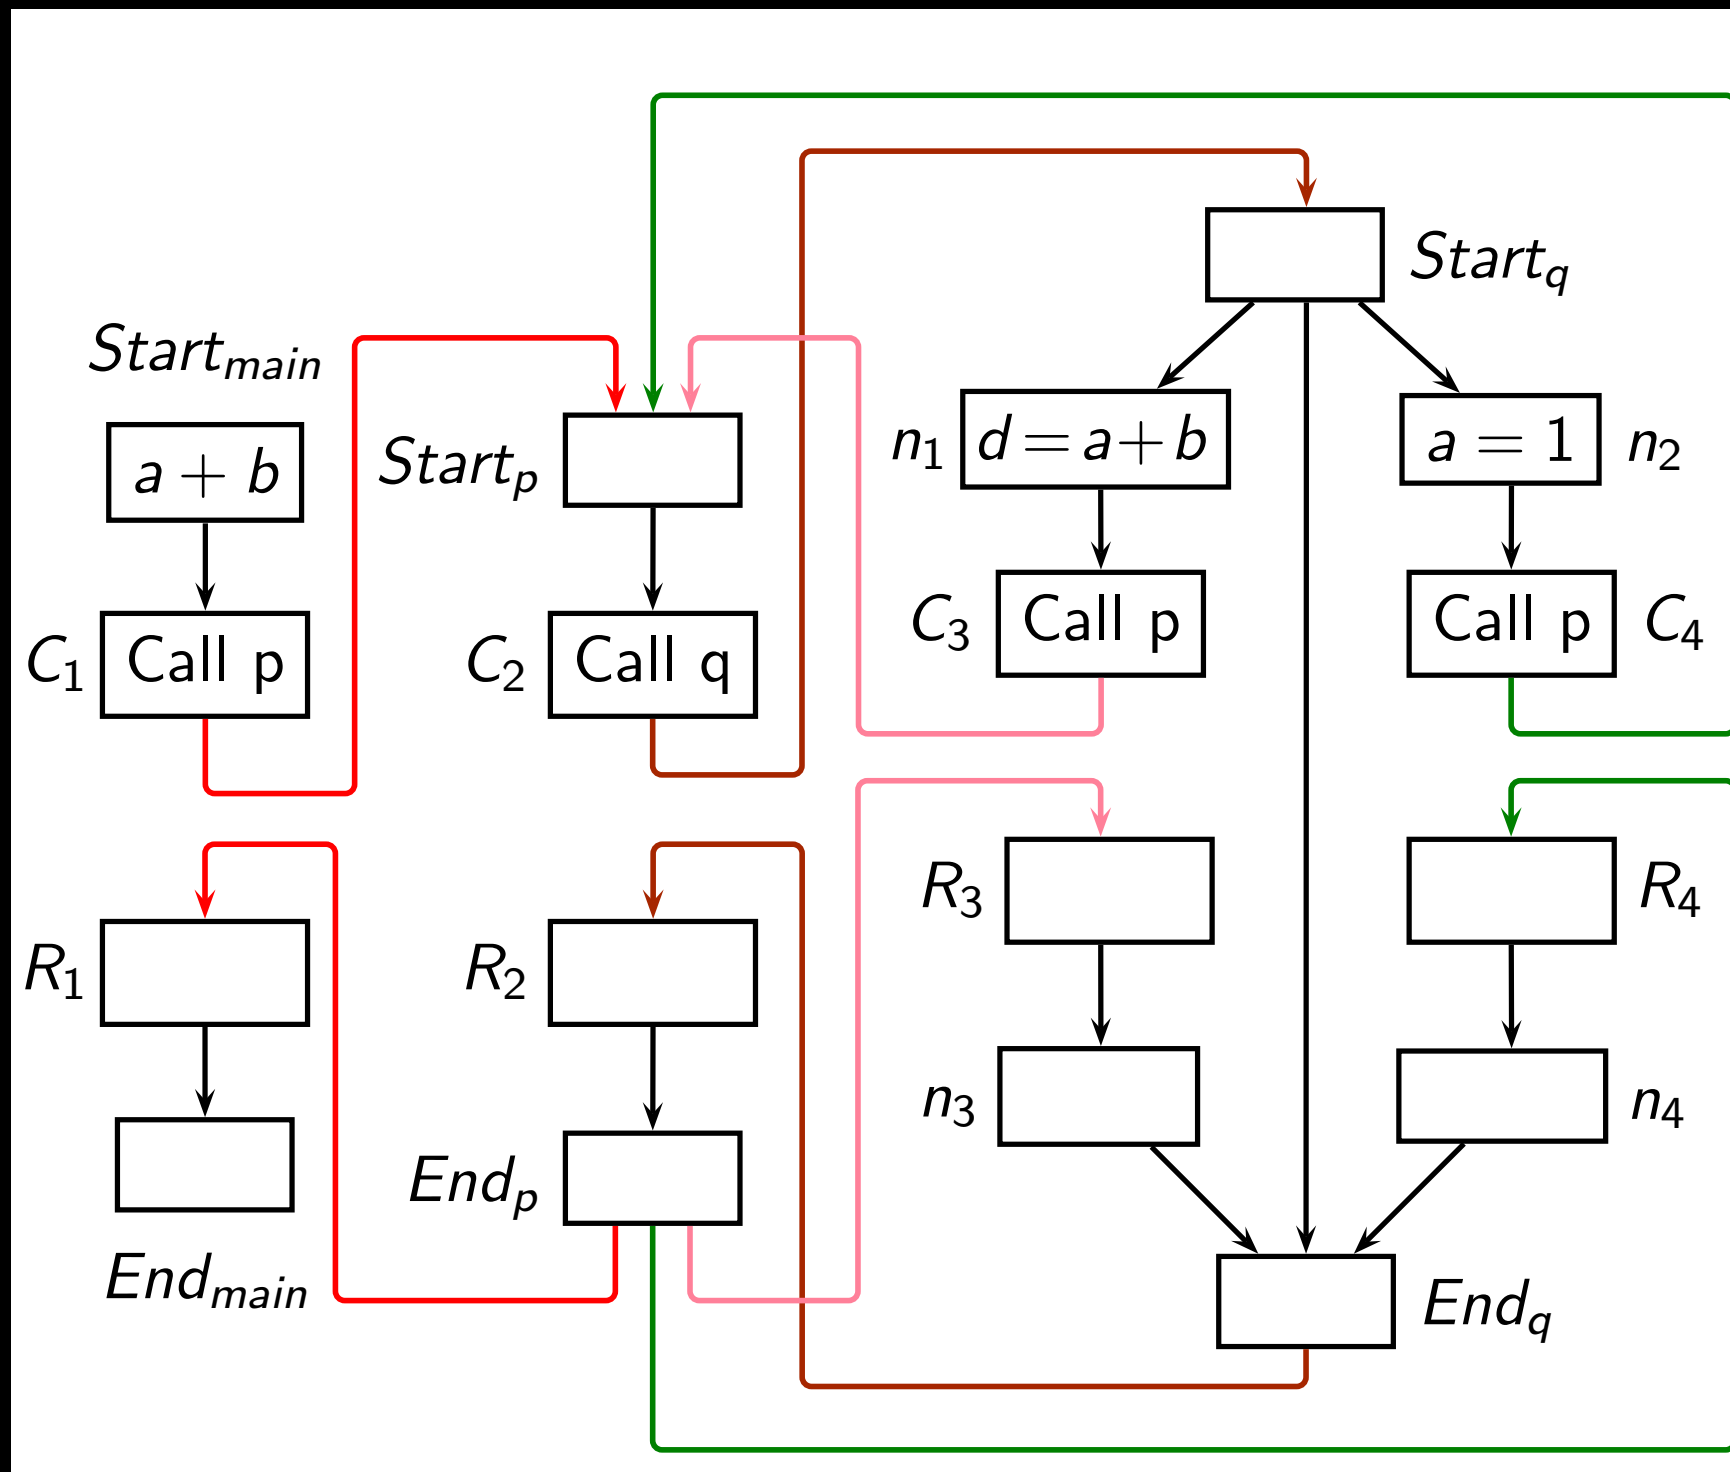 Start_q
Start_main
n_1
d = a + b
a = 1
n_2
Start_p
a + b
C_3
Call p
Call p
C_4
C_1
Call p
C_2
Call q
R_3
R_4
R_1
R_2
n_3
n_4
End_p
End_main
End_q